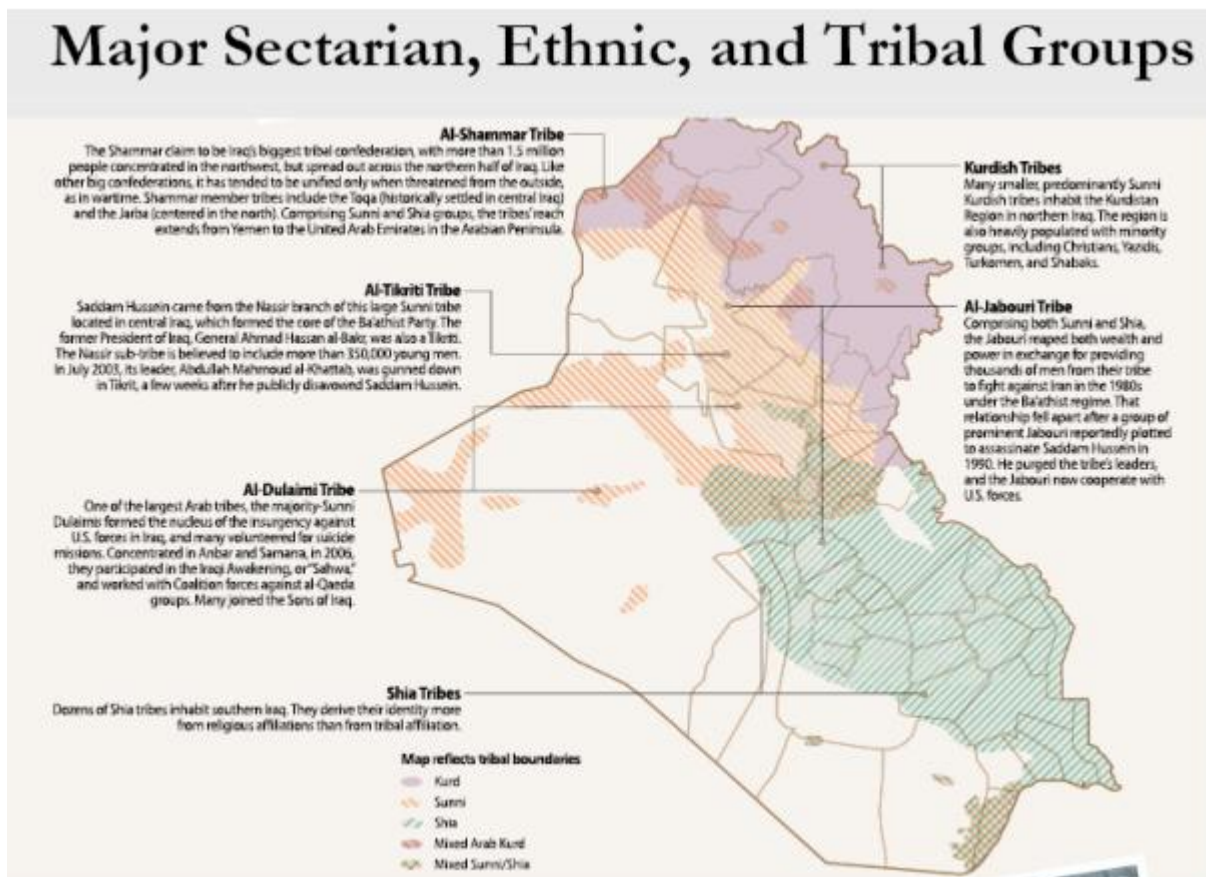 Major Sectarian, Ethnic, and Tribal Groups
Al-Shammar Tribe
The Shammar claim to be Iraq's biggest tribal confederation, with more than 1.5 million
people concentrated in the northwest, but spread out across the northern half of Iraq. Like
other big confederations, it has tended to be unified only when threatened from the outside,
as in wartime. Shammar member tribes include the Toqa (historically settled in central Iraq)
and the Jarba (centered in the north). Comprising Sunni and Shia groups, the tribes' reach
extends from Yemen to the United Arab Emirates in the Arabian Peninsula.
Kurdish Tribes
Many smaller, predominantly Sunni
Kurdish tribes inhabit the Kurdistan
Region in northern Iraq. The region is
also heavily populated with minority
groups, including Christians, Yazidis,
Turkomen, and Shabaks.
Al-Tikriti Tribe
Saddam Hussein came from the Nassir branch of this large Sunni tribe
located in central Iraq, which formed the core of the Ba'athist Party. The
former President of Iraq, General Ahmad Hassan al-Bakr, was also a Tikriti.
The Nassir sub-tribe is believed to include more than 350,000 young men.
In July 2003, its leader, Abdullah Mahmoud al-Khattab, was gunned down
in Tikrit, a few weeks after he publicly disavowed Saddam Hussein.
Al-Jabouri Tribe
Comprising both Sunni and Shia,
the Jabouri reaped both wealth and
power in exchange for providing
thousands of men from their tribe
to fight against Iran in the 1980s
under the Ba'athist regime. That
relationship fell apart after a group of
prominent Jabouri reportedly plotted
to assassinate Saddam Hussein in
1990. He purged the tribe's leaders,
and the Jabouri now cooperate with
U.S. forces.
Al-Dulaimi Tribe
One of the largest Arab tribes, the majority-Sunni
Dulaimis formed the nucleus of the insurgency against
U.S. forces in Iraq, and many volunteered for suicide
missions. Concentrated in Anbar and Samarra, in 2006,
they participated in the Iraqi Awakening, or "Sahwa,"
and worked with Coalition forces against al-Qaeda
groups. Many joined the Sons of Iraq.
Shia Tribes
Dozens of Shia tribes inhabit southern Iraq. They derive their identity more
from religious affiliations than from tribal affiliation.
Map reflects tribal boundaries
Kurd
Sunni
Shia
Mixed Arab Kurd
Mixed Sunni/Shia